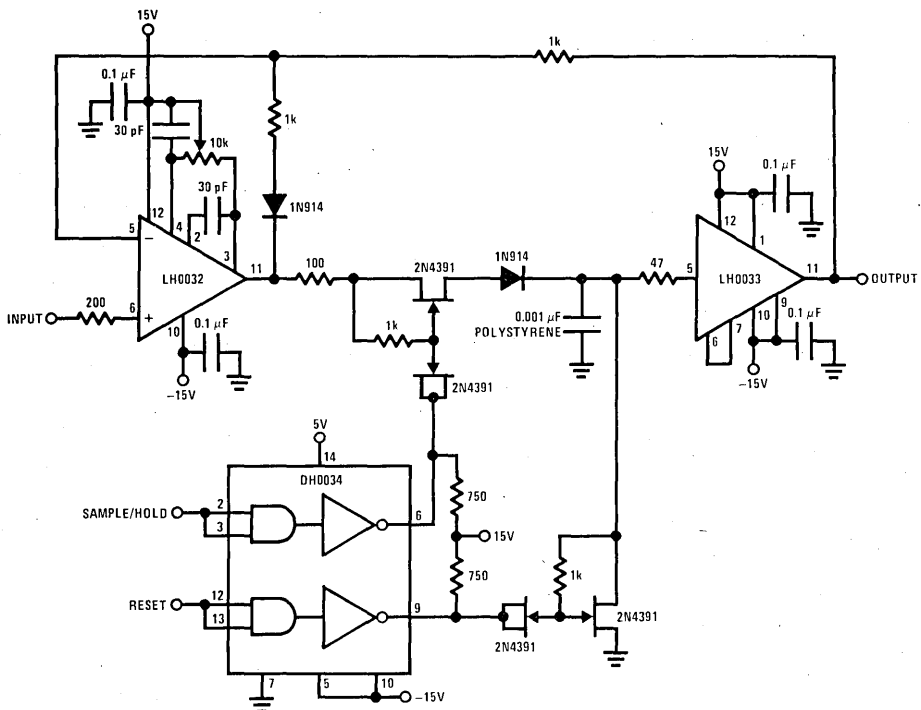 15V
1k
0.1 µF
30 pF
10k
1k
30 pF
1N914
12
4
2
3
5
−
LH0032
11
100
2N4391
1N914
200
6
+
INPUT
10
0.1 µF
−15V
1k
2N4391
0.001 µF
POLYSTYRENE
47
15V
0.1 µF
12
1
5
LH0033
11
OUTPUT
9
10
7
6
0.1 µF
−15V
5V
14
DH0034
SAMPLE/HOLD
2
3
6
750
15V
750
1k
RESET
12
13
9
2N4391
2N4391
7
5
10
−15V